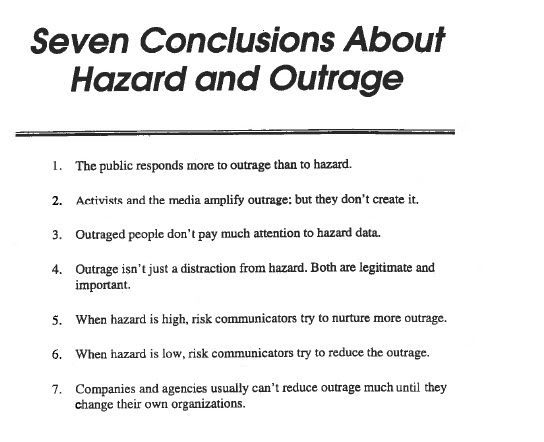 Seven Conclusions About
Hazard and Outrage
1. The public responds more to outrage than to hazard.
2. Activists and the media amplify outrage; but they don't create it.
3. Outraged people don't pay much attention to hazard data.
4. Outrage isn't just a distraction from hazard. Both are legitimate and
important.
5. When hazard is high, risk communicators try to nurture more outrage.
6. When hazard is low, risk communicators try to reduce the outrage.
7. Companies and agencies usually can't reduce outrage much until they
change their own organizations.